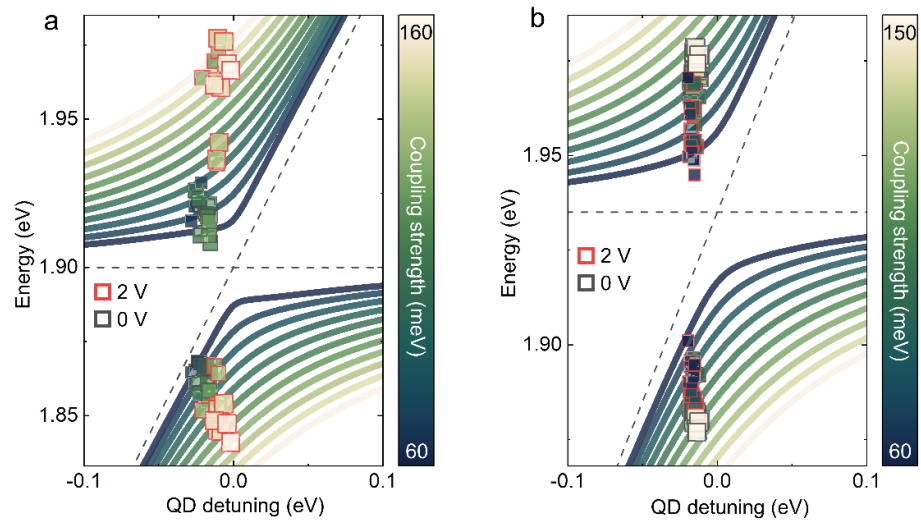 a
Energy (eV)
1.95
1.90
1.85
-0.1
0.0
0.1
QD detuning (eV)
2 V
0 V
160
Coupling strength (meV)
60
b
Energy (eV)
1.95
1.90
-0.1
0.0
0.1
QD detuning (eV)
2 V
0 V
150
Coupling strength (meV)
60